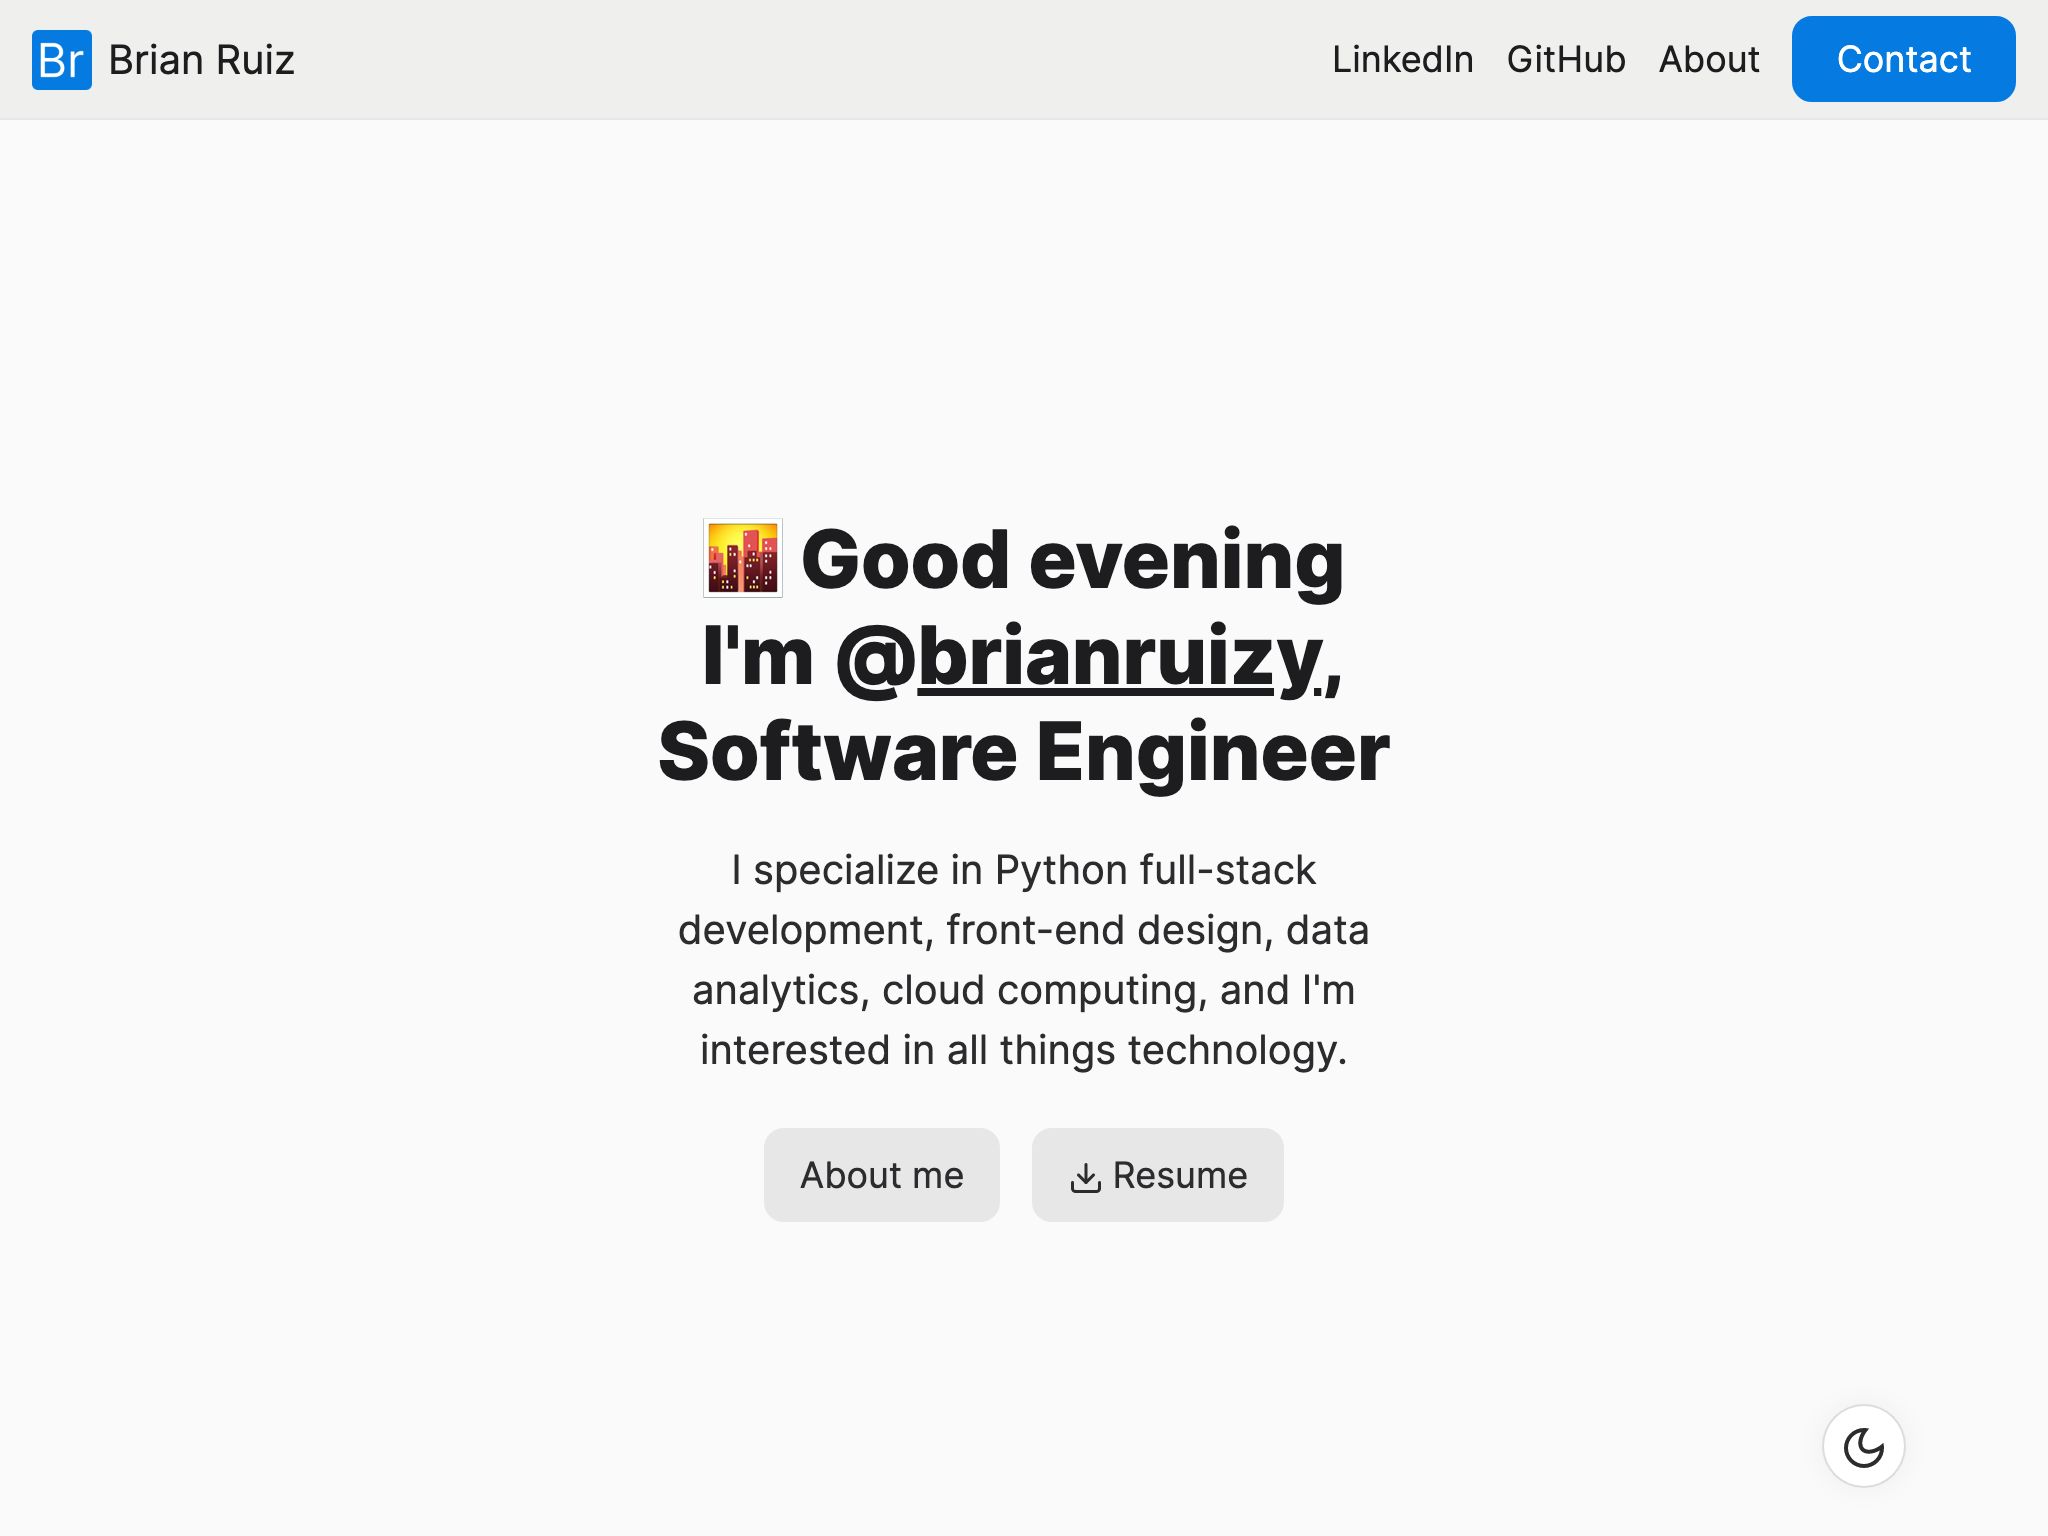 Br Brian Ruiz
LinkedIn GitHub About Contact
Good evening
I'm @brianruizy,
Software Engineer
I specialize in Python full-stack
development, front-end design, data
analytics, cloud computing, and I'm
interested in all things technology.
About me
Resume